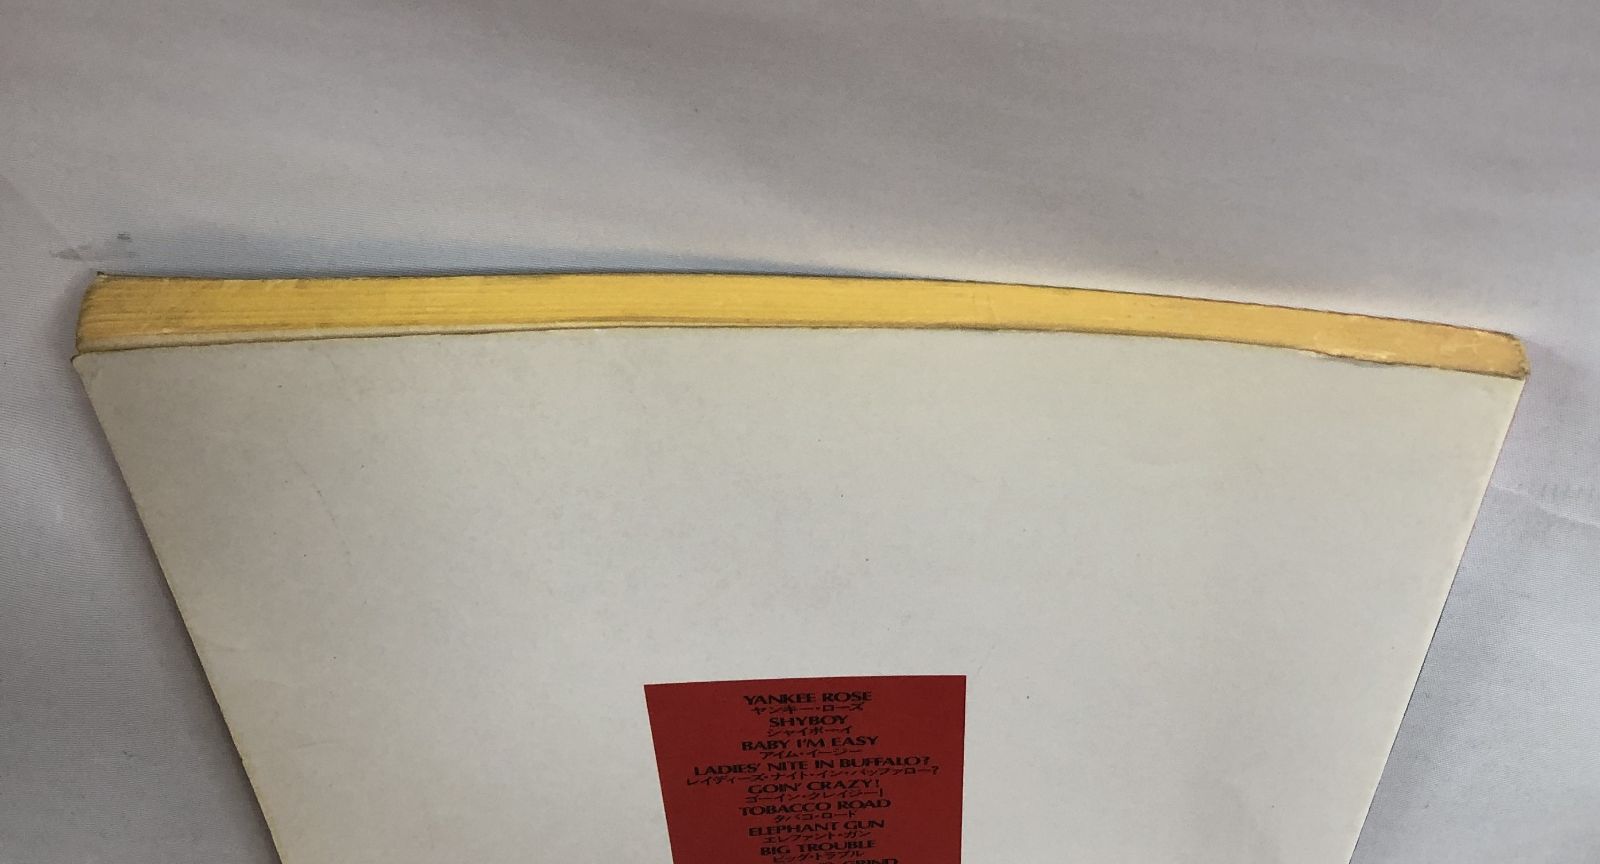 YANKEE ROSE
ヤンキー・ローズ
SHYBOY
シャイボーイ
BABY I'M EASY
アイム・イージー
LADIES' NITE IN BUFFALO?
レイディーズ・ナイト・イン・バッファロー?
GOIN' CRAZY!
ゴーイン・クレイジー!
TOBACCO ROAD
タバコ・ロード
ELEPHANT GUN
エレファント・ガン
BIG TROUBLE
ビッグ・トラブル
GRIND